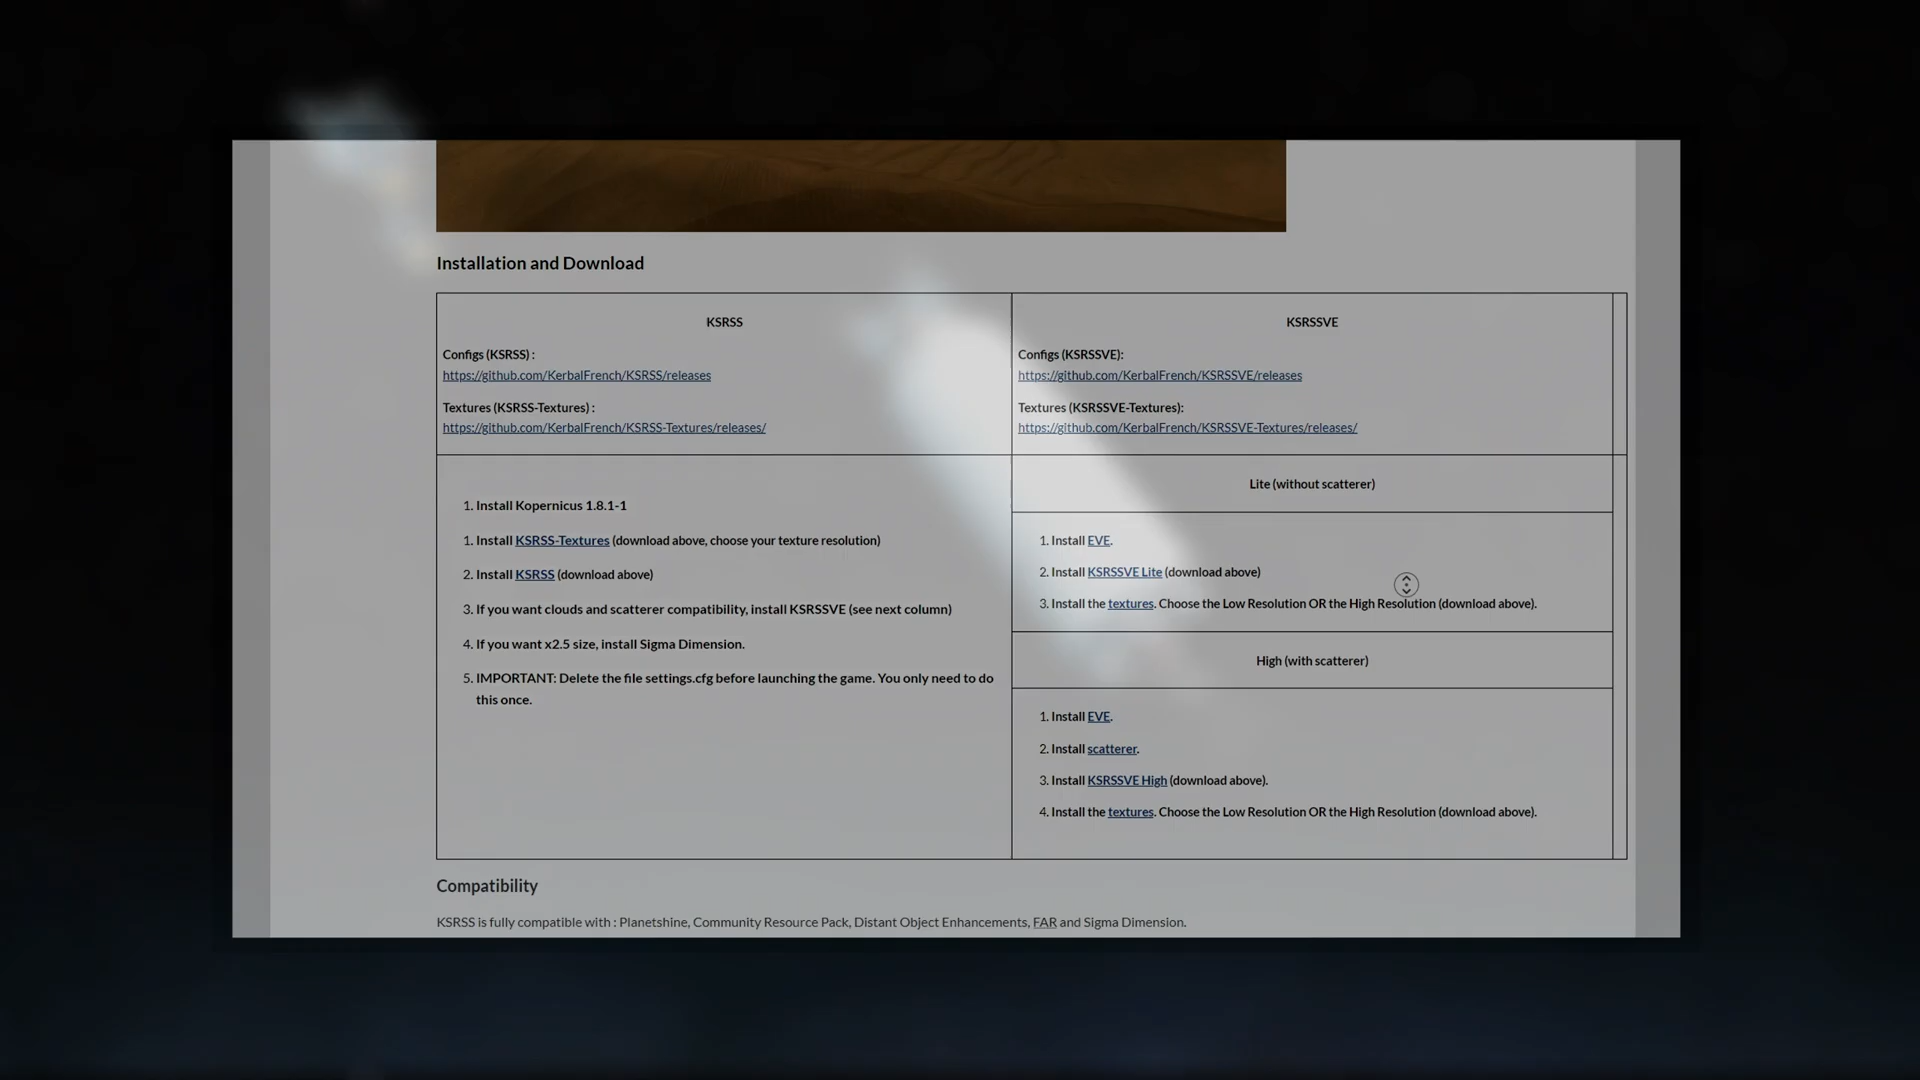 Installation and Download
KSRSS
Configs (KSRSS) :
https://github.com/KerbalFrench/KSRSS/releases
Textures (KSRSS-Textures) :
https://github.com/KerbalFrench/KSRSS-Textures/releases/
KSRSSVE
Configs (KSRSSVE):
https://github.com/KerbalFrench/KSRSSVE/releases
Textures (KSRSSVE-Textures):
https://github.com/KerbalFrench/KSRSSVE-Textures/releases/
1. Install Kopernicus 1.8.1-1
1. Install KSRSS-Textures (download above, choose your texture resolution)
2. Install KSRSS (download above)
3. If you want clouds and scatterer compatibility, install KSRSSVE (see next column)
4. If you want x2.5 size, install Sigma Dimension.
5. IMPORTANT: Delete the file settings.cfg before launching the game. You only need to do
this once.
Lite (without scatterer)
1. Install EVE.
2. Install KSRSSVE Lite (download above)
3. Install the textures. Choose the Low Resolution OR the High Resolution (download above).
High (with scatterer)
1. Install EVE.
2. Install scatterer.
3. Install KSRSSVE High (download above).
4. Install the textures. Choose the Low Resolution OR the High Resolution (download above).
Compatibility
KSRSS is fully compatible with : Planetshine, Community Resource Pack, Distant Object Enhancements, FAR and Sigma Dimension.